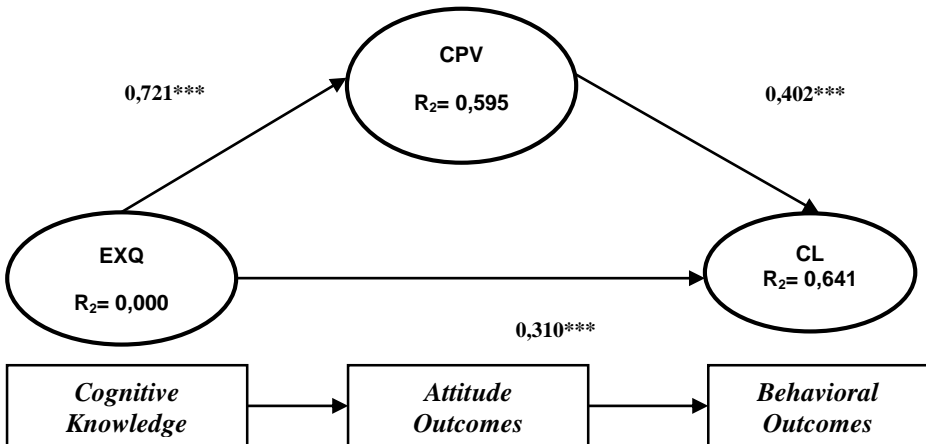 CPV
R₂= 0,595
0,721***
0,402***
EXQ
R₂= 0,000
CL
R₂= 0,641
0,310***
Cognitive
Knowledge
Attitude
Outcomes
Behavioral
Outcomes